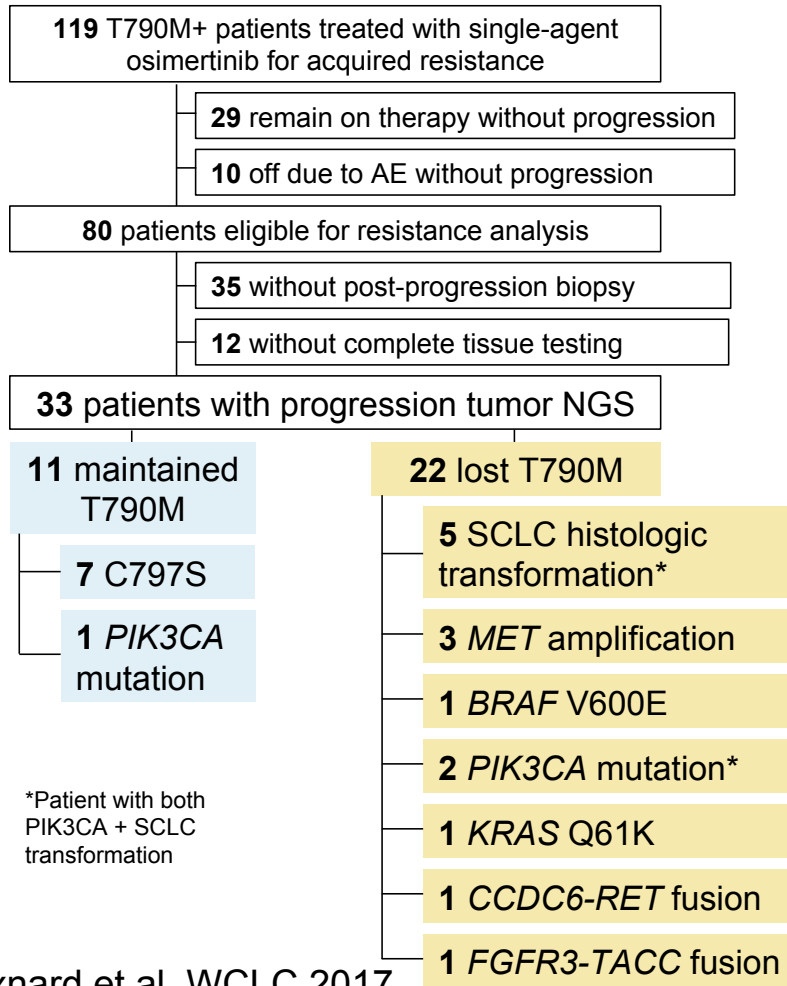 119 T790M+ patients treated with single-agent
osimertinib for acquired resistance
29 remain on therapy without progression
10 off due to AE without progression
80 patients eligible for resistance analysis
35 without post-progression biopsy
12 without complete tissue testing
33 patients with progression tumor NGS
11 maintained
T790M
7 C797S
1 PIK3CA
mutation
22 lost T790M
5 SCLC histologic
transformation*
3 MET amplification
1 BRAF V600E
2 PIK3CA mutation*
1 KRAS Q61K
1 CCDC6-RET fusion
1 FGFR3-TACC fusion
*Patient with both
PIK3CA + SCLC
transformation
et al. WCLC 2017